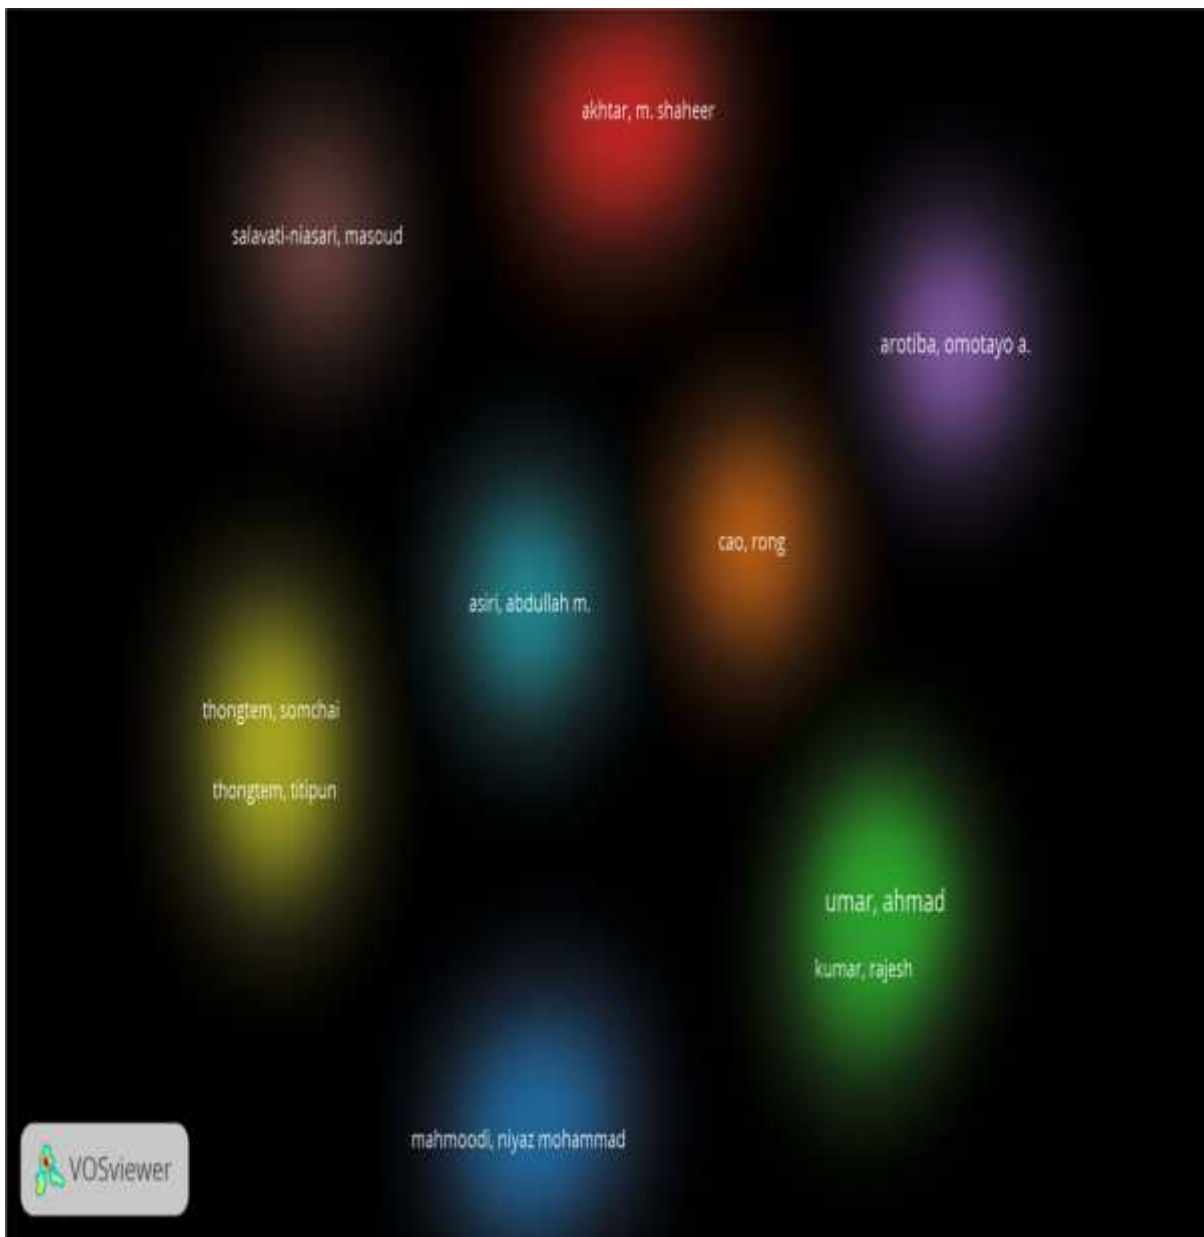 akhtar, m. shaheer
salavati-niasari, masoud
arotiba, omotayo a.
cao, rong
asiri, abdullah m.
thongtem, somchai
thongtem, titipun
umar, ahmad
kumar, rajesh
mahmoodi, niyaz mohammad
VOSviewer